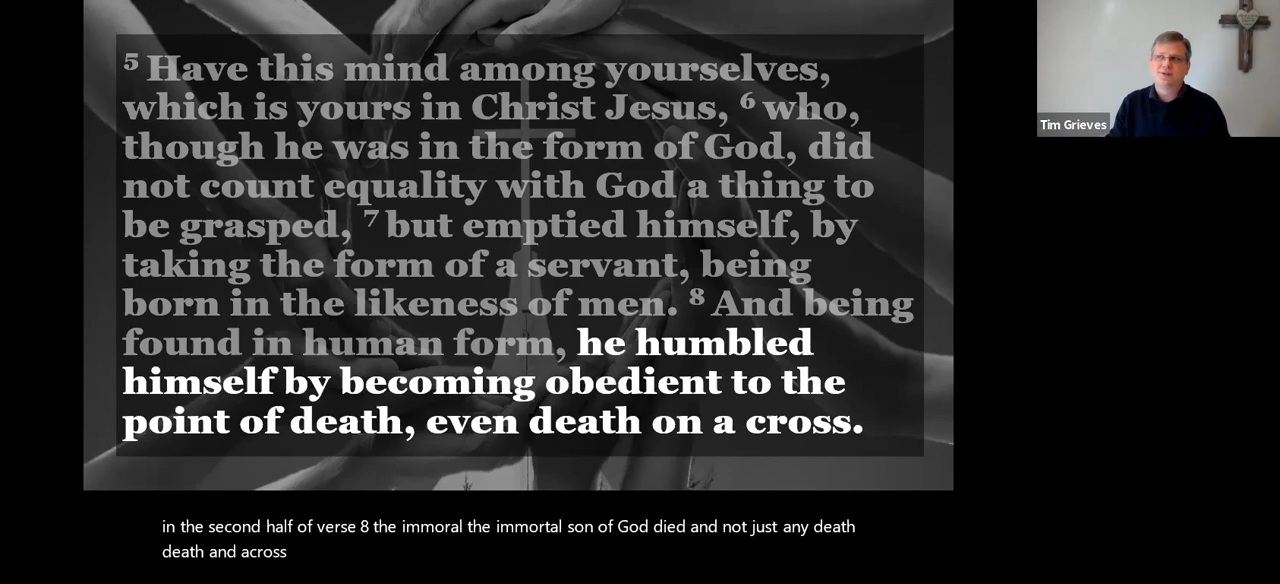 ⁵ Have this mind among yourselves,
which is yours in Christ Jesus, ⁶ who,
though he was in the form of God, did
not count equality with God a thing to
be grasped, ⁷ but emptied himself, by
taking the form of a servant, being
born in the likeness of men. ⁸ And being
found in human form, he humbled
himself by becoming obedient to the
point of death, even death on a cross.
Tim Grieves
in the second half of verse 8 the immoral the immortal son of God died and not just any death
death and across